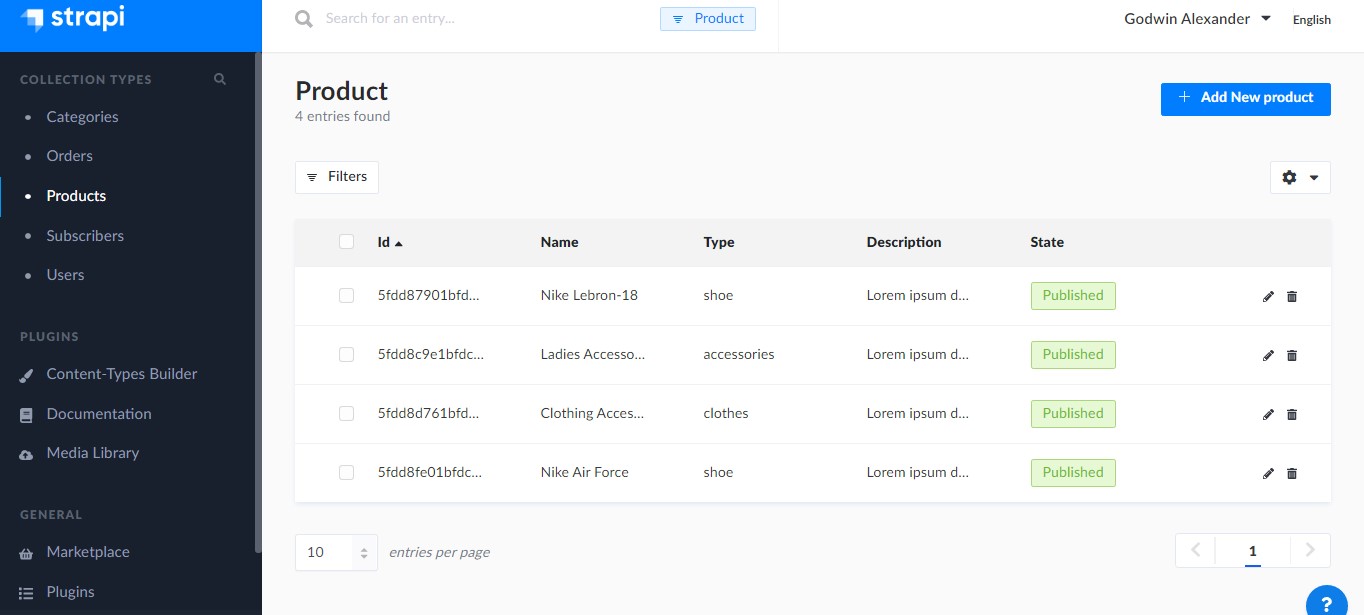 strapi
Search for an entry...
Product
Godwin Alexander
English
COLLECTION TYPES
Categories
Orders
Products
Subscribers
Users
PLUGINS
Content-Types Builder
Documentation
Media Library
GENERAL
Marketplace
Plugins
Product
4 entries found
+ Add New product
Filters
Id Name Type Description State
5fdd87901bfd... Nike Lebron-18 shoe Lorem ipsum d... Published
5fdd8c9e1bfdc... Ladies Accesso... accessories Lorem ipsum d... Published
5fdd8d761bfd... Clothing Acces... clothes Lorem ipsum d... Published
5fdd8fe01bfdc... Nike Air Force shoe Lorem ipsum d... Published
10 entries per page
1
?